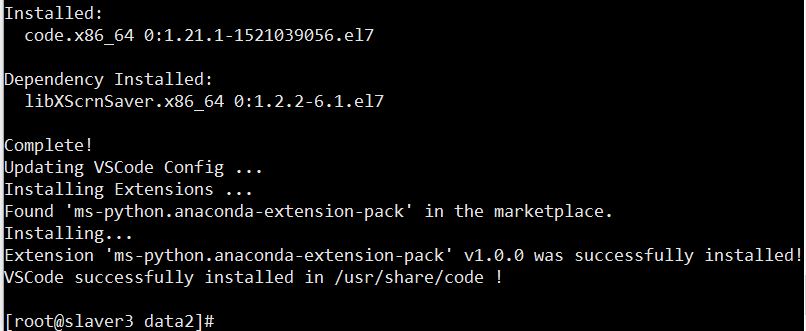 Installed:
code.x86_64 0:1.21.1-1521039056.el7
Dependency Installed:
libXScrnSaver.x86_64 0:1.2.2-6.1.el7
Complete!
Updating VSCode Config ...
Installing Extensions ...
Found 'ms-python.anaconda-extension-pack' in the marketplace.
Installing...
Extension 'ms-python.anaconda-extension-pack' v1.0.0 was successfully installed!
VSCode successfully installed in /usr/share/code !
[root@slaver3 data2]#